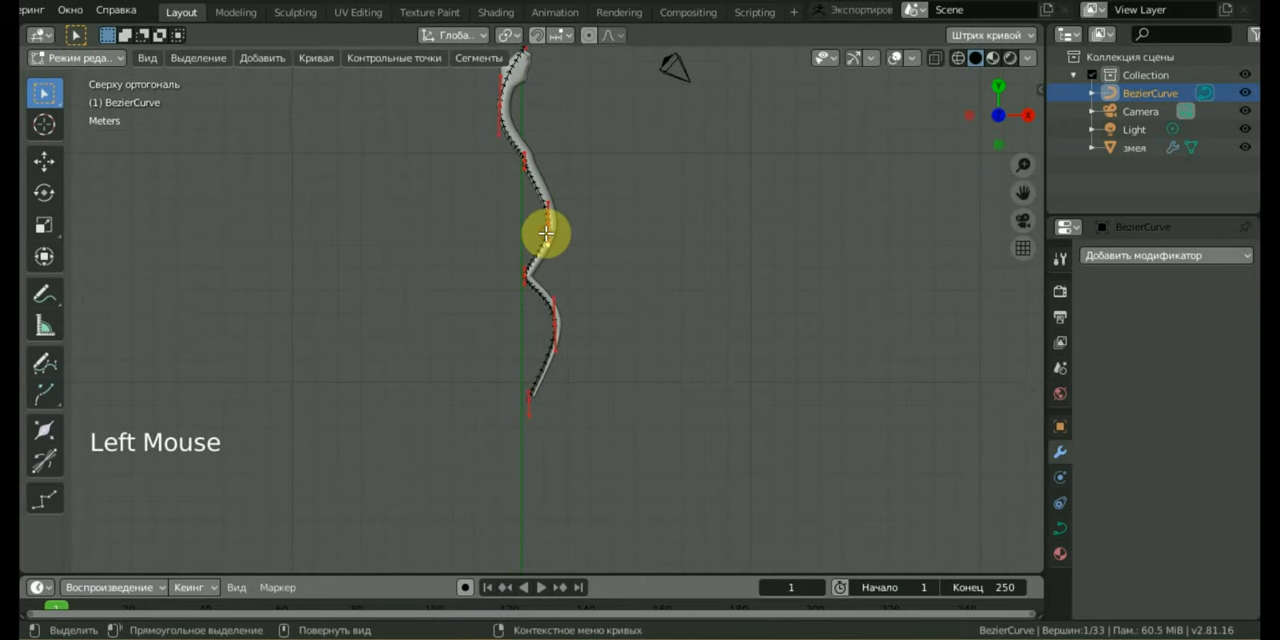 ринг Окно Справка Layout Modeling Sculpting UV Editing Texture Paint Shading Animation Rendering Compositing Scripting + Экспортиров Scene View Layer
Глоба.. Штрих кривой
Режим реда.. Вид Выделение Добавить Кривая Контрольные точки Сегменты
Сверху ортогональ
(1) BezierCurve
Meters
Коллекция сцены
Collection
BezierCurve
Camera
Light
змея
BezierCurve
Добавить модификатор
Left Mouse
Воспроизведение Кеинг Вид Маркер 1 Начало 1 Конец 250
Выделить Прямоугольное выделение Повернуть вид Контекстное меню кривых BezierCurve | Вершин:1/33 | Пам.: 60.5 MiB | v2.81.16